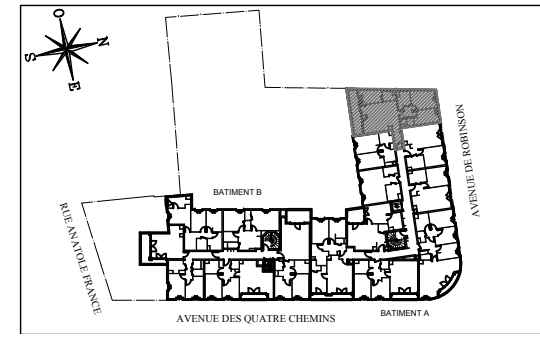 O
N
S
E
AVENUE DE ROBINSON
BATIMENT B
RUE ANATOLE FRANCE
AVENUE DES QUATRE CHEMINS
BATIMENT A